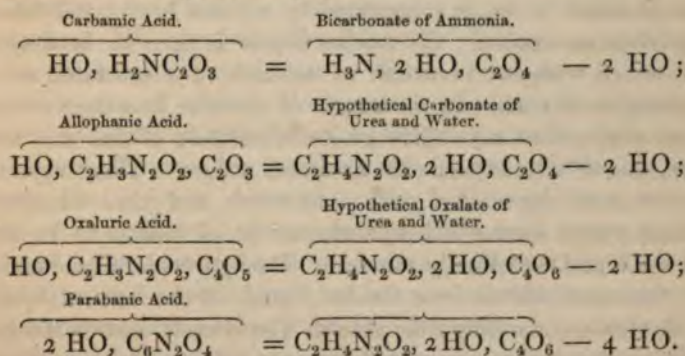 Carbamic Acid. Bicarbonate of Ammonia.
HO, H₂NC₂O₃ = H₃N, 2 HO, C₂O₄ — 2 HO;
Hypothetical Carbonate of
Allophanic Acid. Urea and Water.
HO, C₂H₃N₂O₂, C₂O₃ = C₂H₄N₂O₂, 2 HO, C₂O₄ — 2 HO;
Hypothetical Oxalate of
Oxaluric Acid. Urea and Water.
HO, C₂H₃N₂O₂, C₄O₅ = C₂H₄N₂O₂, 2 HO, C₄O₆ — 2 HO;
Parabanic Acid.
2 HO, C₆N₂O₄ = C₂H₄N₂O₂, 2 HO, C₄O₆ — 4 HO.